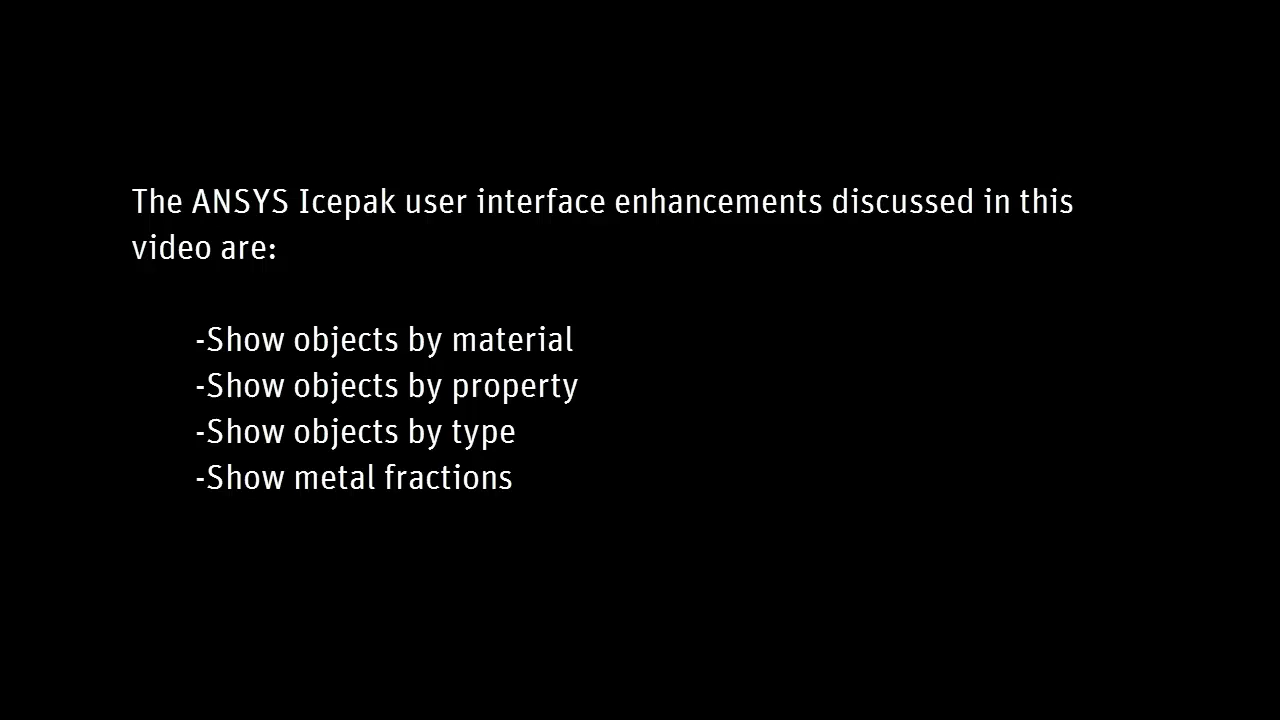 The ANSYS Icepak user interface enhancements discussed in this
video are:
-Show objects by material
-Show objects by property
-Show objects by type
-Show metal fractions